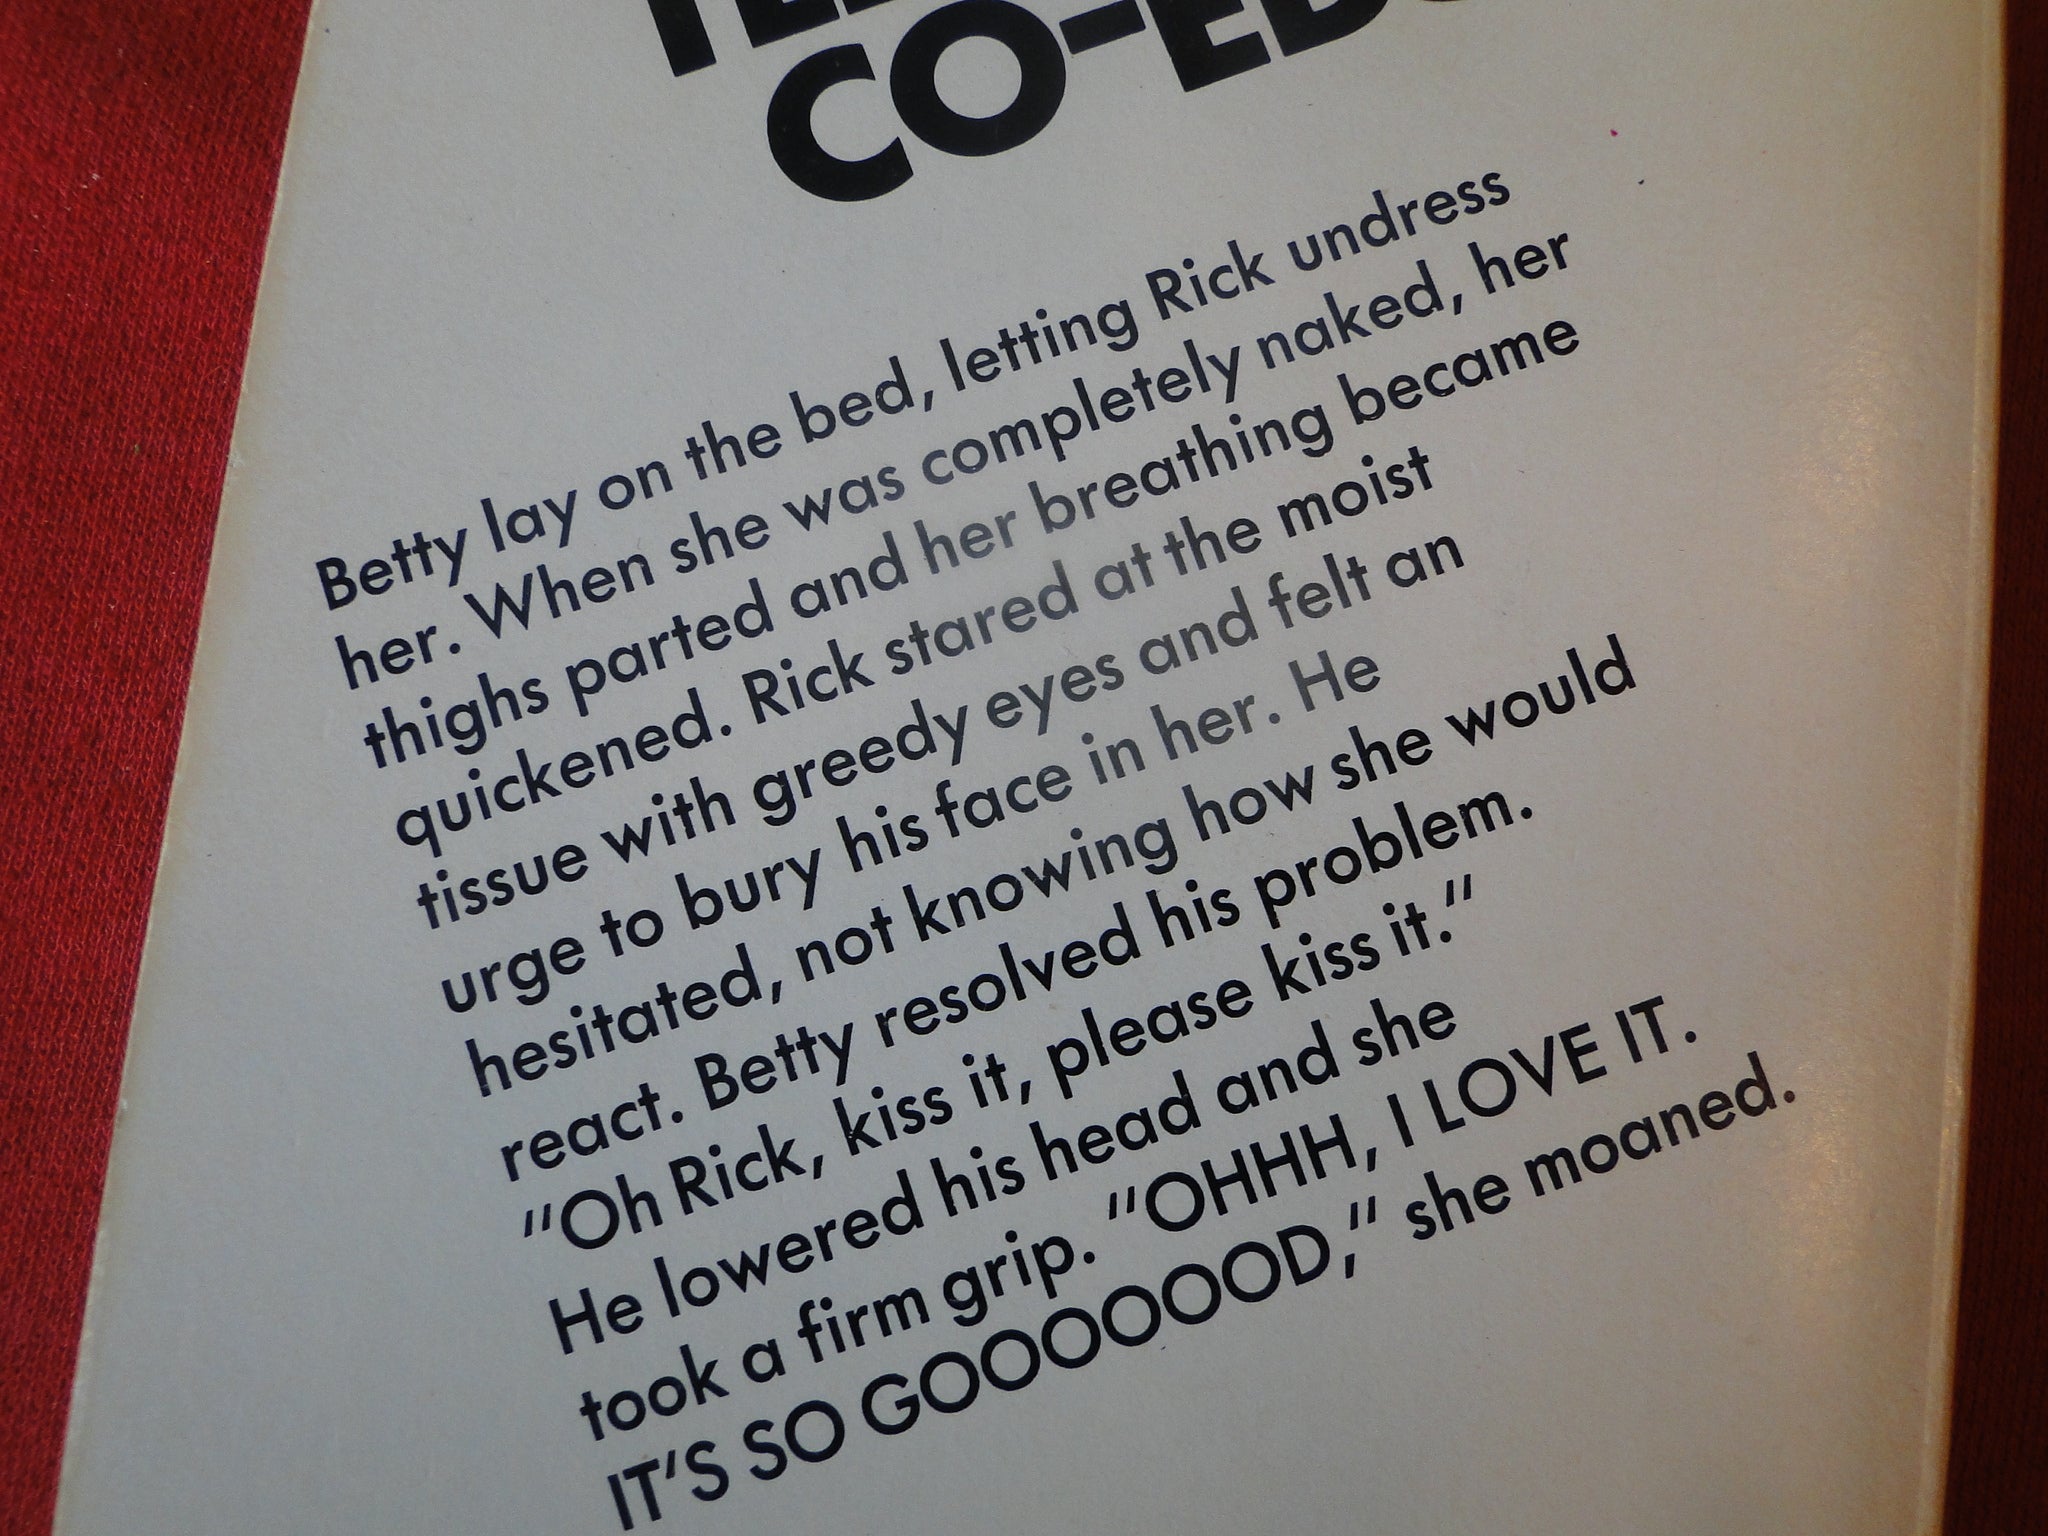 Betty lay on the bed, letting Rick undress
her. When she was completely naked, her
thighs parted and her breathing became
quickened. Rick stared at the moist
tissue with greedy eyes and felt an
urge to bury his face in her. He
hesitated, not knowing how she would
react. Betty resolved his problem.
"Oh Rick, kiss it, please kiss it."
He lowered his head and she
took a firm grip. "OHHH, I LOVE IT.
IT'S SO GOOOOOOOD," she moaned.